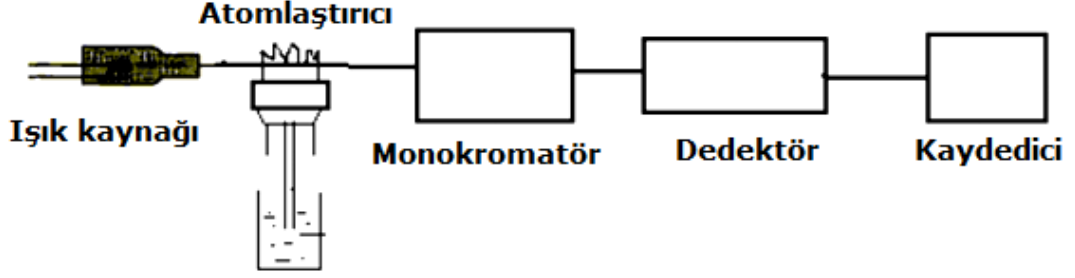 Atomlaştırıcı
Işık kaynağı
Monokromatör
Dedektör
Kaydedici